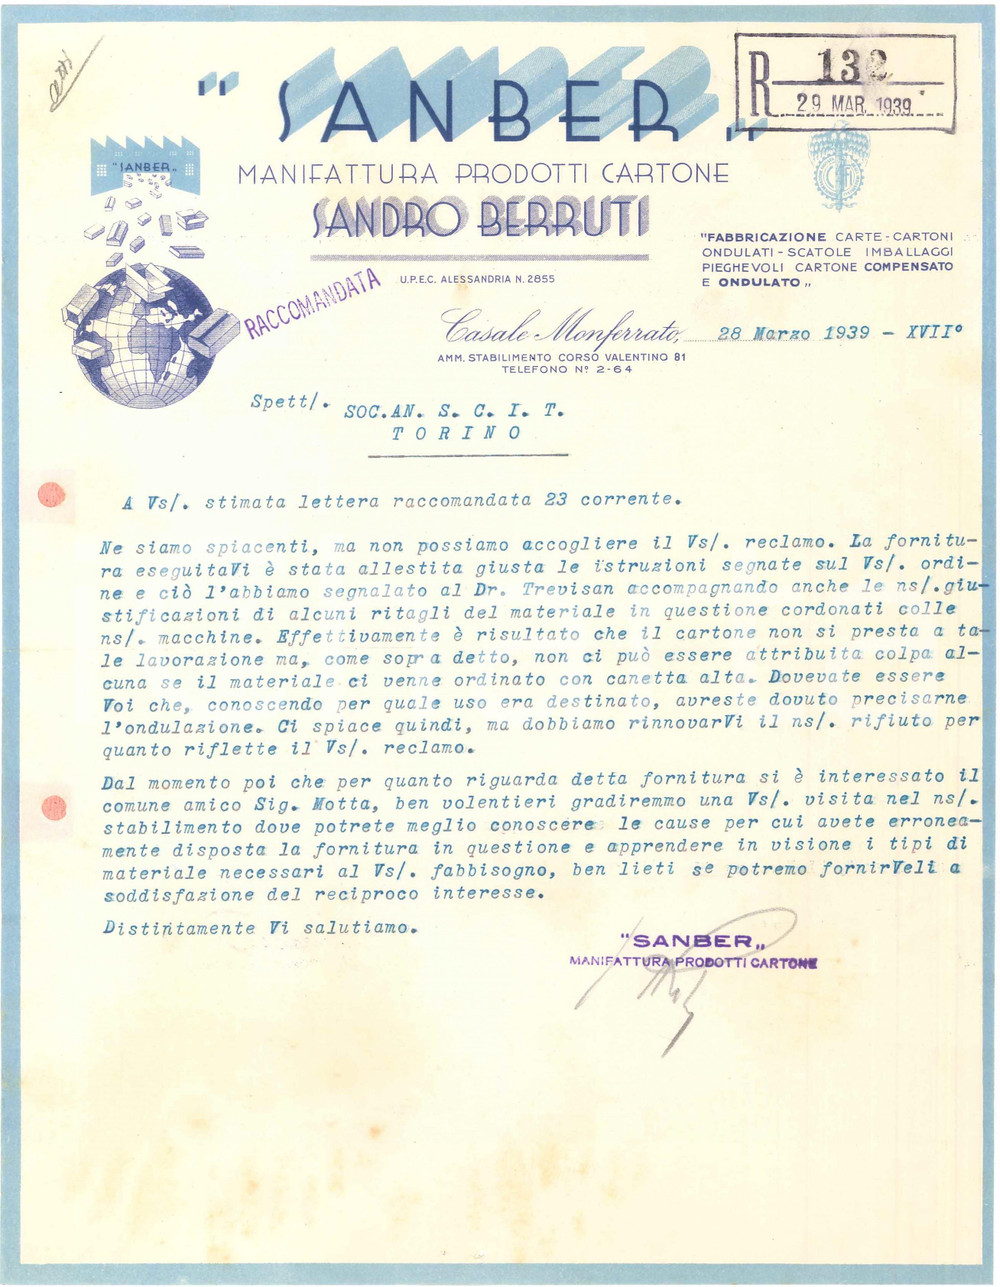 "SANBER„
R 132
29 MAR. 1939
"SANBER„
MANIFATTURA PRODOTTI CARTONE
SANDRO BERRUTI
U.P.E.C. ALESSANDRIA N. 2855
"FABBRICAZIONE CARTE - CARTONI
ONDULATI - SCATOLE IMBALLAGGI
PIEGHEVOLI CARTONE COMPENSATO
E ONDULATO„
RACCOMANDATA
Casale Monferrato, 28 Marzo 1939 - XVII°
AMM. STABILIMENTO CORSO VALENTINO 81
TELEFONO N° 2-64
Spett/. SOC.AN. S. C. I. T.
TORINO
A Vs/. stimata lettera raccomandata 23 corrente.
Ne siamo spiacenti, ma non possiamo accogliere il Vs/. reclamo. La fornitu-
ra eseguitaVi è stata allestita giusta le istruzioni segnate sul Vs/. ordi-
ne e ciò l'abbiamo segnalato al Dr. Trevisan accompagnando anche le ns/.giu-
stificazioni di alcuni ritagli del materiale in questione cordonati colle
ns/. macchine. Effettivamente è risultato che il cartone non si presta a ta-
le lavorazione ma, come sopra detto, non ci può essere attribuita colpa al-
cuna se il materiale ci venne ordinato con canetta alta. Dovevate essere
Voi che, conoscendo per quale uso era destinato, avreste dovuto precisarne
l'ondulazione. Ci spiace quindi, ma dobbiamo rinnovarVi il ns/. rifiuto per
quanto riflette il Vs/. reclamo.
Dal momento poi che per quanto riguarda detta fornitura si è interessato il
comune amico Sig. Motta, ben volentieri gradiremmo una Vs/. visita nel ns/.
stabilimento dove potrete meglio conoscere le cause per cui avete erronea-
mente disposta la fornitura in questione e apprendere in visione i tipi di
materiale necessari al Vs/. fabbisogno, ben lieti se potremo fornirVeli a
soddisfazione del reciproco interesse.
Distintamente Vi salutiamo.
"SANBER„
MANIFATTURA PRODOTTI CARTONE